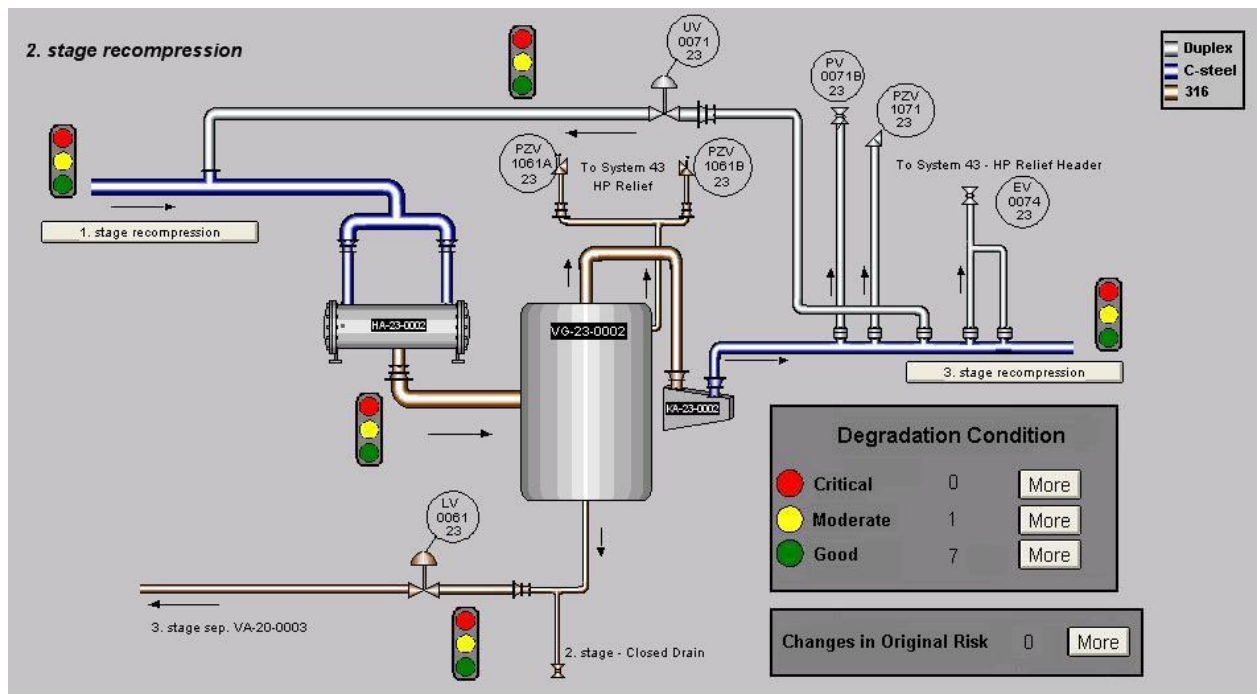 2. stage recompression
UV
0071
23
PV
0071B
23
PZV
1071
23
Duplex
C-steel
316
PZV
1061A
23
To System 43
HP Relief
PZV
1061B
23
To System 43 - HP Relief Header
EV
0074
23
1. stage recompression
HA-23-0002
VG-23-0002
3. stage recompression
KA-23-0002
Degradation Condition
Critical 0 More
Moderate 1 More
Good 7 More
LV
0061
23
3. stage sep. VA-20-0003
2. stage - Closed Drain
Changes in Original Risk 0 More